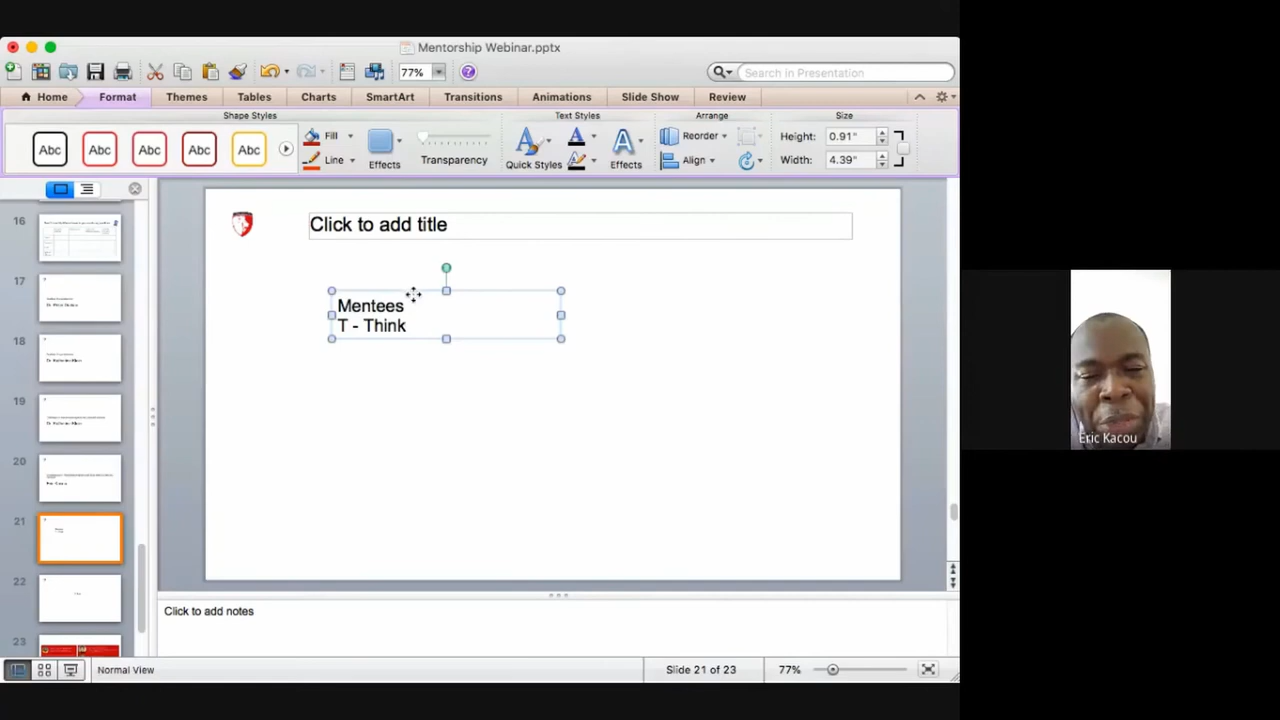 Mentorship Webinar.pptx
77%
Search in Presentation
Home
Format
Themes
Tables
Charts
SmartArt
Transitions
Animations
Slide Show
Review
Shape Styles
Text Styles
Arrange
Size
Abc
Abc
Abc
Abc
Abc
Fill
Line
Effects
Transparency
Quick Styles
Effects
Reorder
Align
Height: 0.91"
Width: 4.39"
16
17
18
19
20
21
22
23
Click to add title
Mentees
T - Think
Eric Kacou
Click to add notes
Normal View
Slide 21 of 23
77%